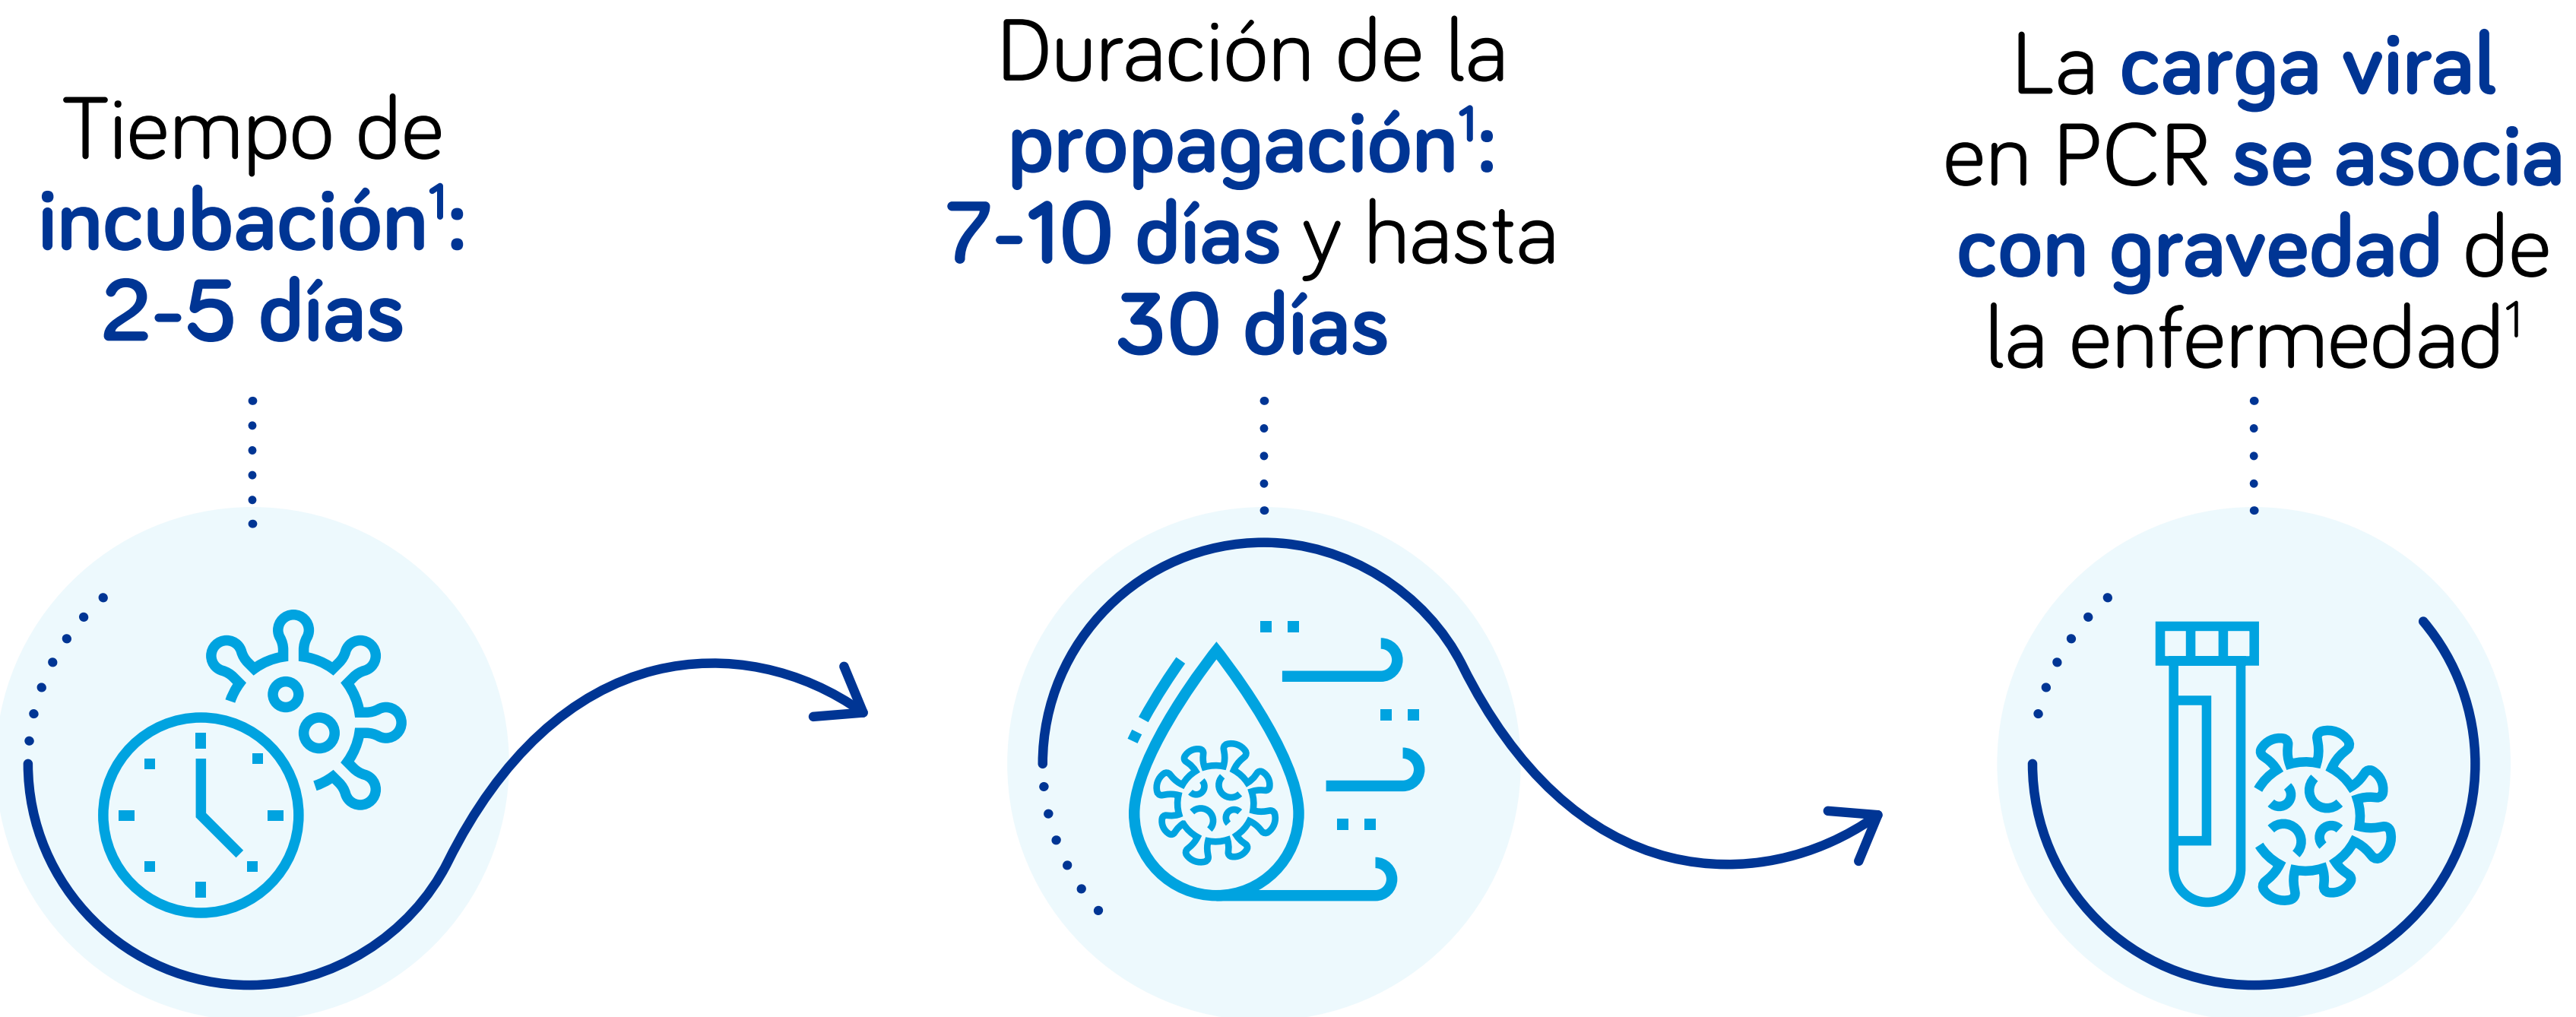 Tiempo de
incubación¹:
2-5 días
Duración de la
propagación¹:
7-10 días y hasta
30 días
La carga viral
en PCR se asocia
con gravedad de
la enfermedad¹